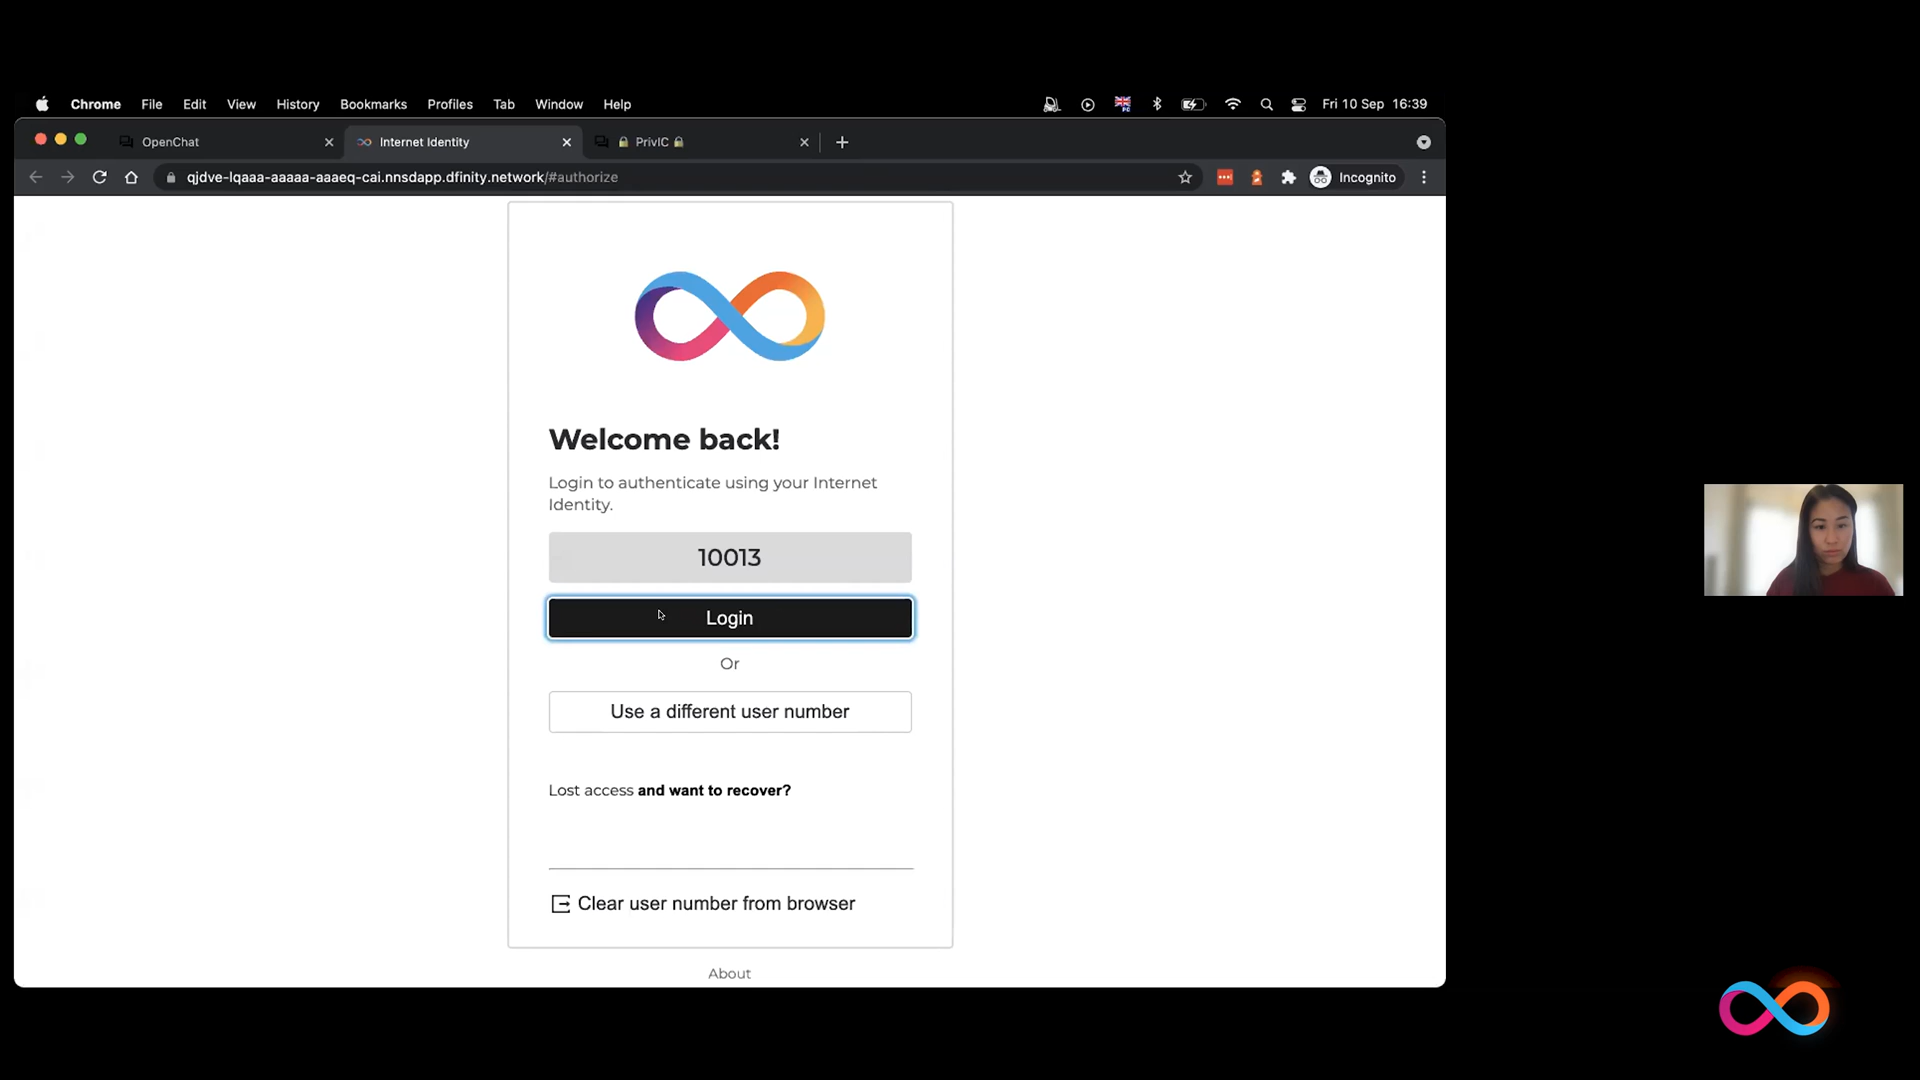 Chrome File Edit View History Bookmarks Profiles Tab Window Help
Fri 10 Sep 16:39
OpenChat
Internet Identity
PrivIC
qjdve-lqaaa-aaaaa-aaaeq-cai.nnsdapp.dfinity.network/#authorize
Incognito
Welcome back!
Login to authenticate using your Internet
Identity.
10013
Login
Or
Use a different user number
Lost access and want to recover?
Clear user number from browser
About